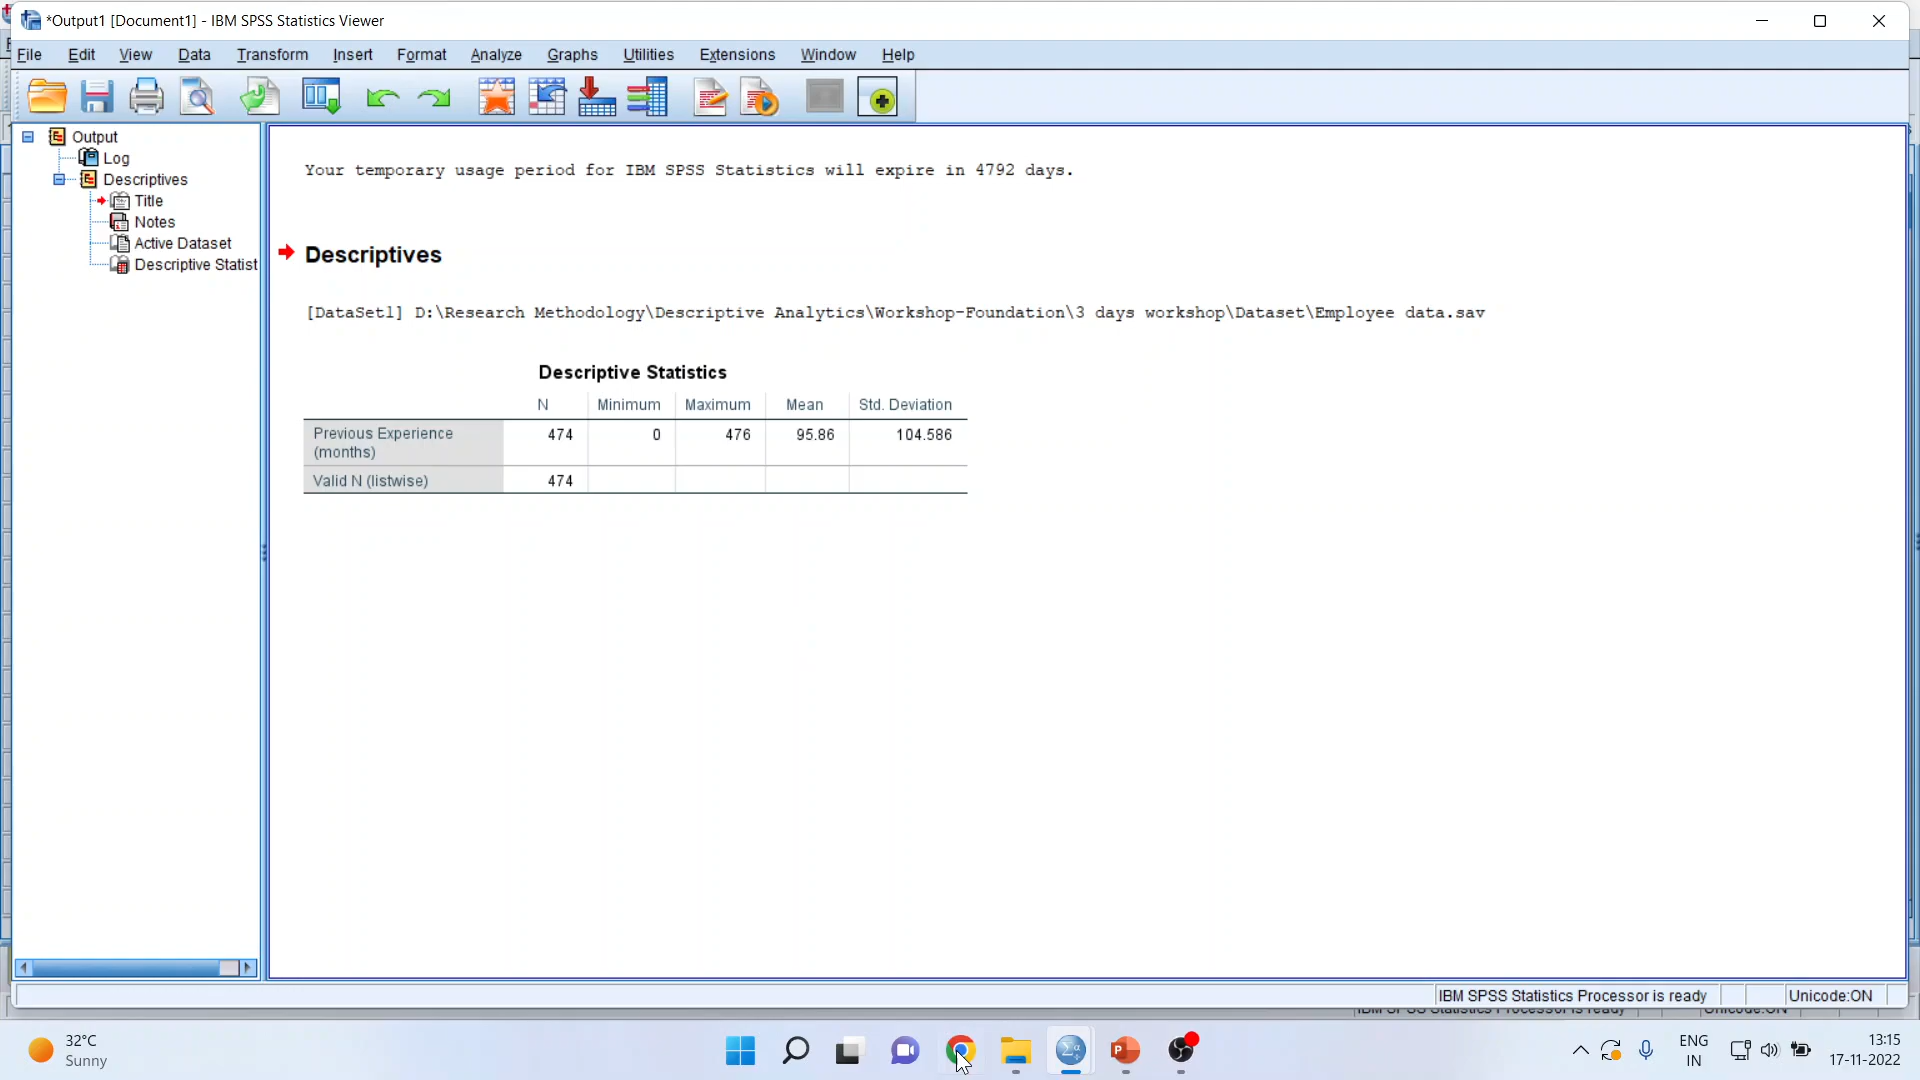 *Output1 [Document1] - IBM SPSS Statistics Viewer
File Edit View Data Transform Insert Format Analyze Graphs Utilities Extensions Window Help
Output
Log
Descriptives
Title
Notes
Active Dataset
Descriptive Statist
Your temporary usage period for IBM SPSS Statistics will expire in 4792 days.
Descriptives
[DataSet1] D:\Research Methodology\Descriptive Analytics\Workshop-Foundation\3 days workshop\Dataset\Employee data.sav
Descriptive Statistics
N Minimum Maximum Mean Std. Deviation
Previous Experience (months) 474 0 476 95.86 104.586
Valid N (listwise) 474
IBM SPSS Statistics Processor is ready Unicode:ON
32°C
Sunny
ENG
IN
13:15
17-11-2022